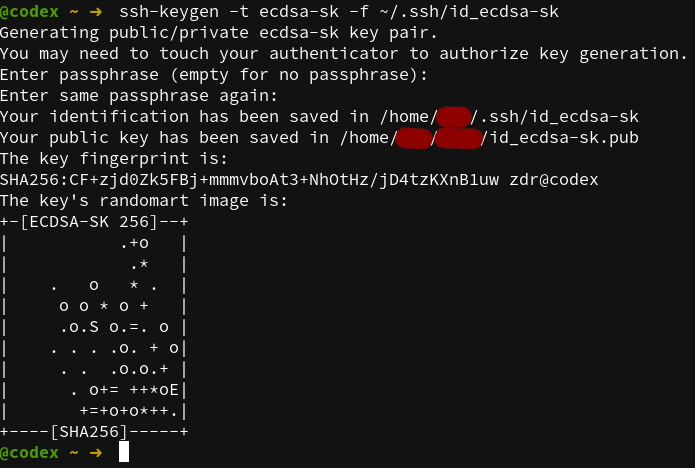 @codex ~ → ssh-keygen -t ecdsa-sk -f ~/.ssh/id_ecdsa-sk
Generating public/private ecdsa-sk key pair.
You may need to touch your authenticator to authorize key generation.
Enter passphrase (empty for no passphrase):
Enter same passphrase again:
Your identification has been saved in /home/ /.ssh/id_ecdsa-sk
Your public key has been saved in /home/ / /id_ecdsa-sk.pub
The key fingerprint is:
SHA256:CF+zjd0Zk5FBj+mmmvboAt3+NhOtHz/jD4tzKXnB1uw zdr@codex
The key's randomart image is:
+-[ECDSA-SK 256]--+
|           .+o   |
|            .*   |
|    .   o   * .  |
|     o o * o +   |
|     .o.S o.=. o |
|    . . . .o. + o|
|     . .  .o.o.+ |
|      . o+= ++*oE|
|       +=+o+o*++.|
+----[SHA256]-----+
@codex ~ →